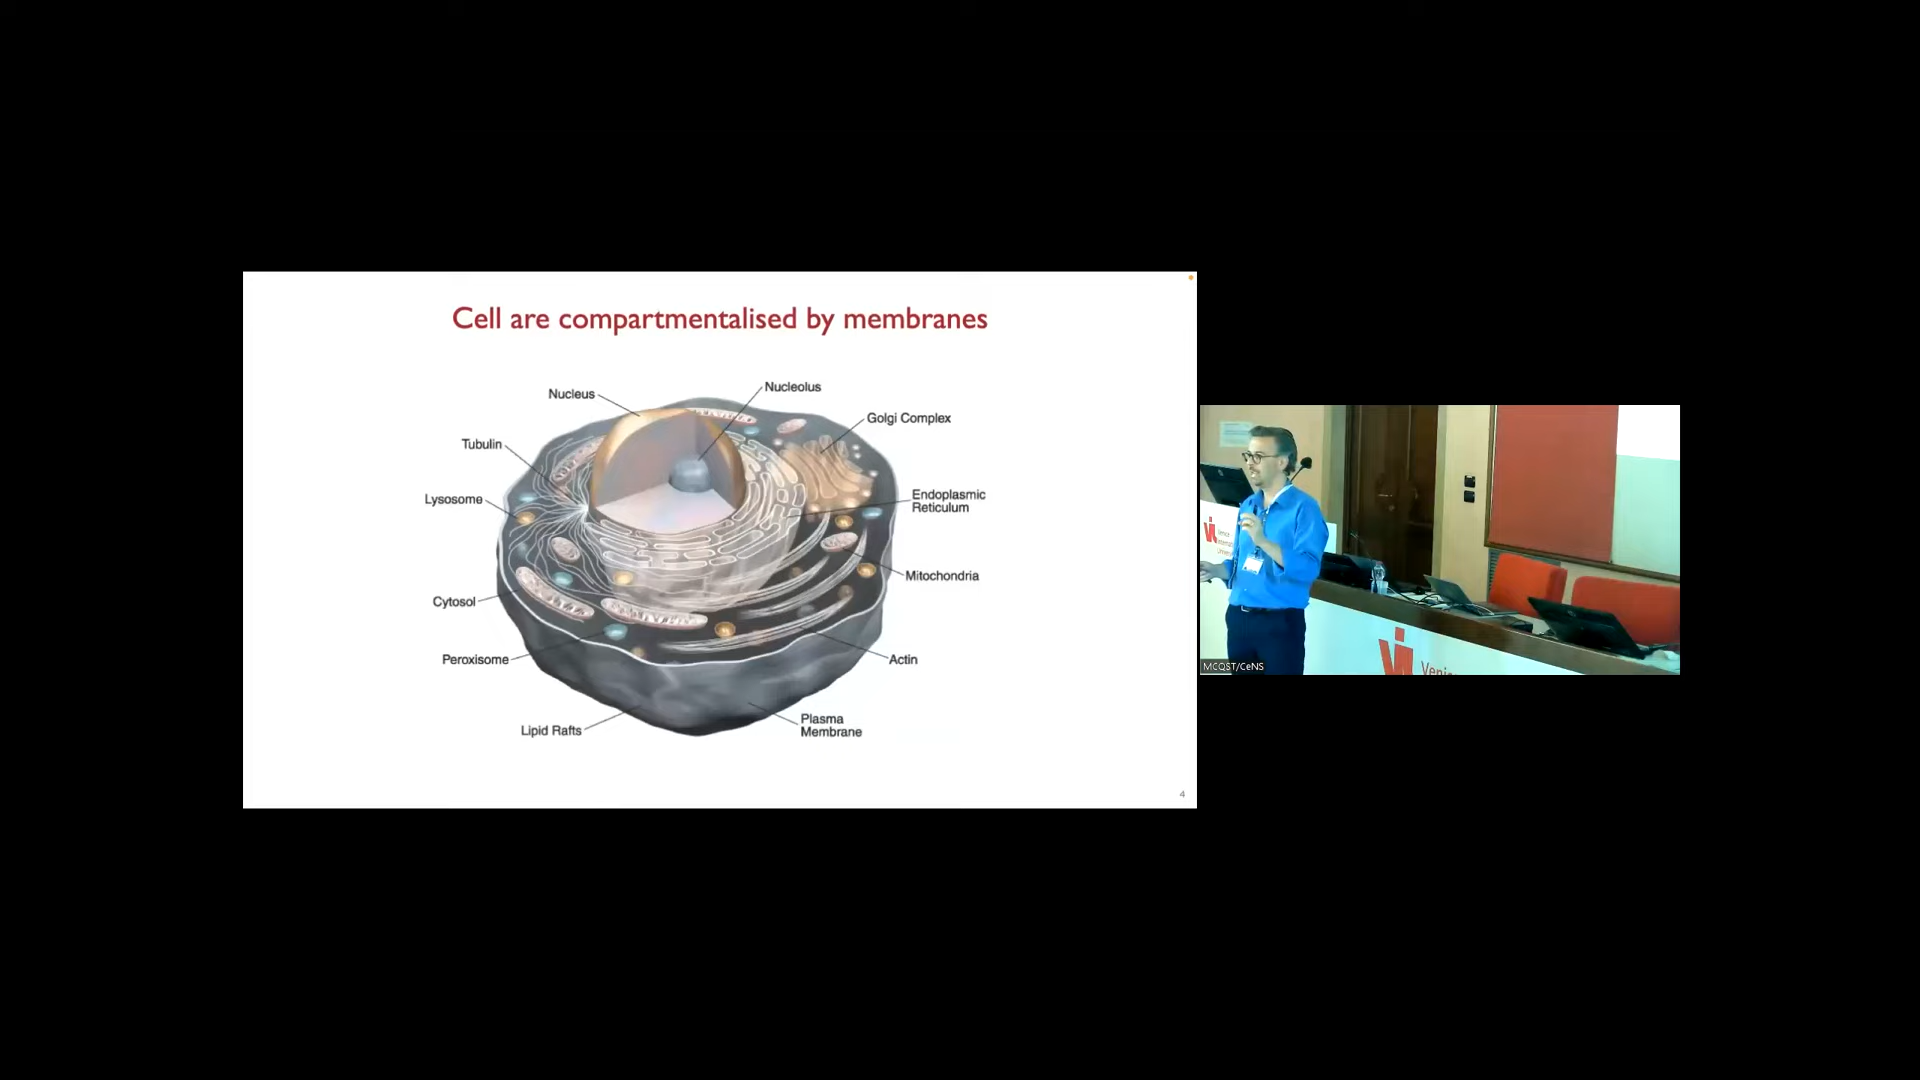 Cell are compartmentalised by membranes
Nucleus
Nucleolus
Golgi Complex
Tubulin
Lysosome
Endoplasmic
Reticulum
Mitochondria
Cytosol
Peroxisome
Actin
Lipid Rafts
Plasma
Membrane
4
Venice
MCQST/CeNS